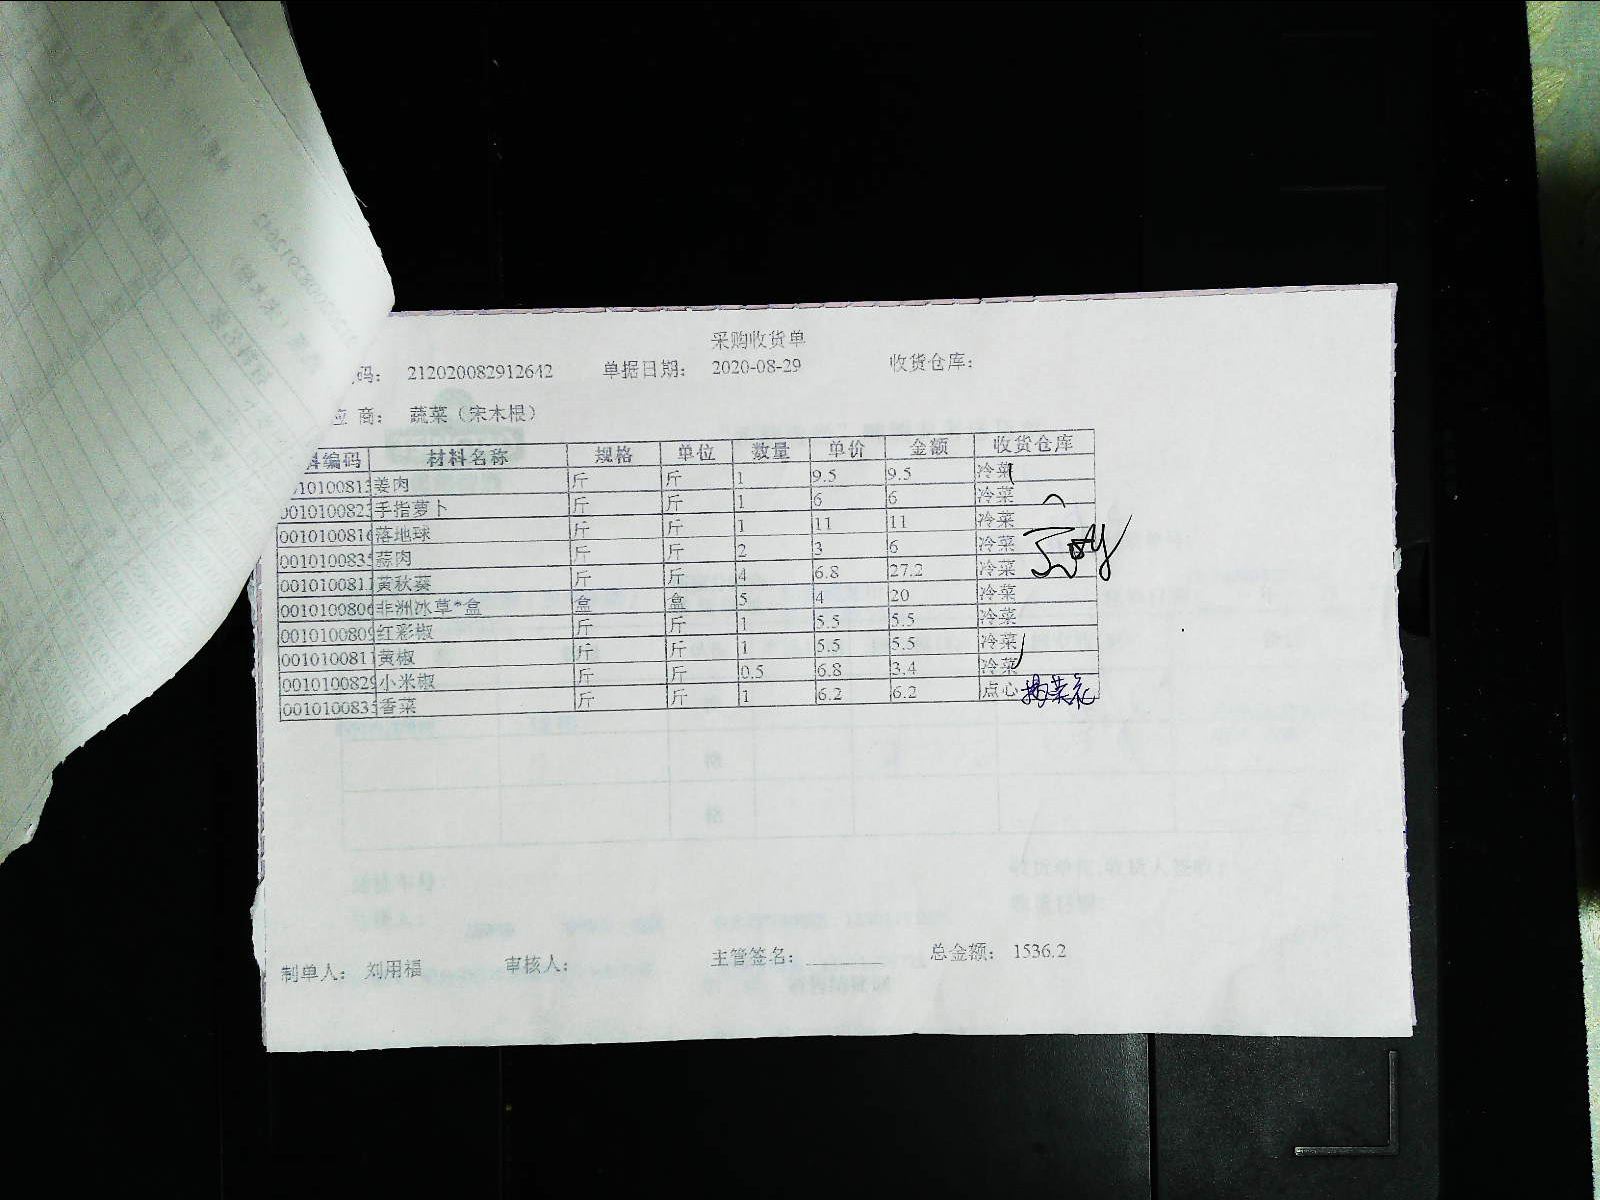 采购收货单
码： 212020082912642 单据日期： 2020-08-29 收货仓库：
应 商： 蔬菜（宋木根）
料编码 材料名称 规格 单位 数量 单价 金额 收货仓库
姜肉 斤 斤 1 9.5 9.5 冷菜
手指萝卜 斤 斤 1 6 6 冷菜
落地球 斤 斤 1 11 11 冷菜
蒜肉 斤 斤 2 3 6 冷菜
黄秋葵 斤 斤 4 6.8 27.2 冷菜
0010100806 非洲冰草*盒 盒 盒 5 4 20 冷菜
0010100809 红彩椒 斤 斤 1 5.5 5.5 冷菜
0010100811 黄椒 斤 斤 1 5.5 5.5 冷菜
0010100829 小米椒 斤 斤 0.5 6.8 3.4 冷菜
0010100835 香菜 斤 斤 1 6.2 6.2 点心
制单人： 刘用福 审核人： 主管签名： 总金额： 1536.2